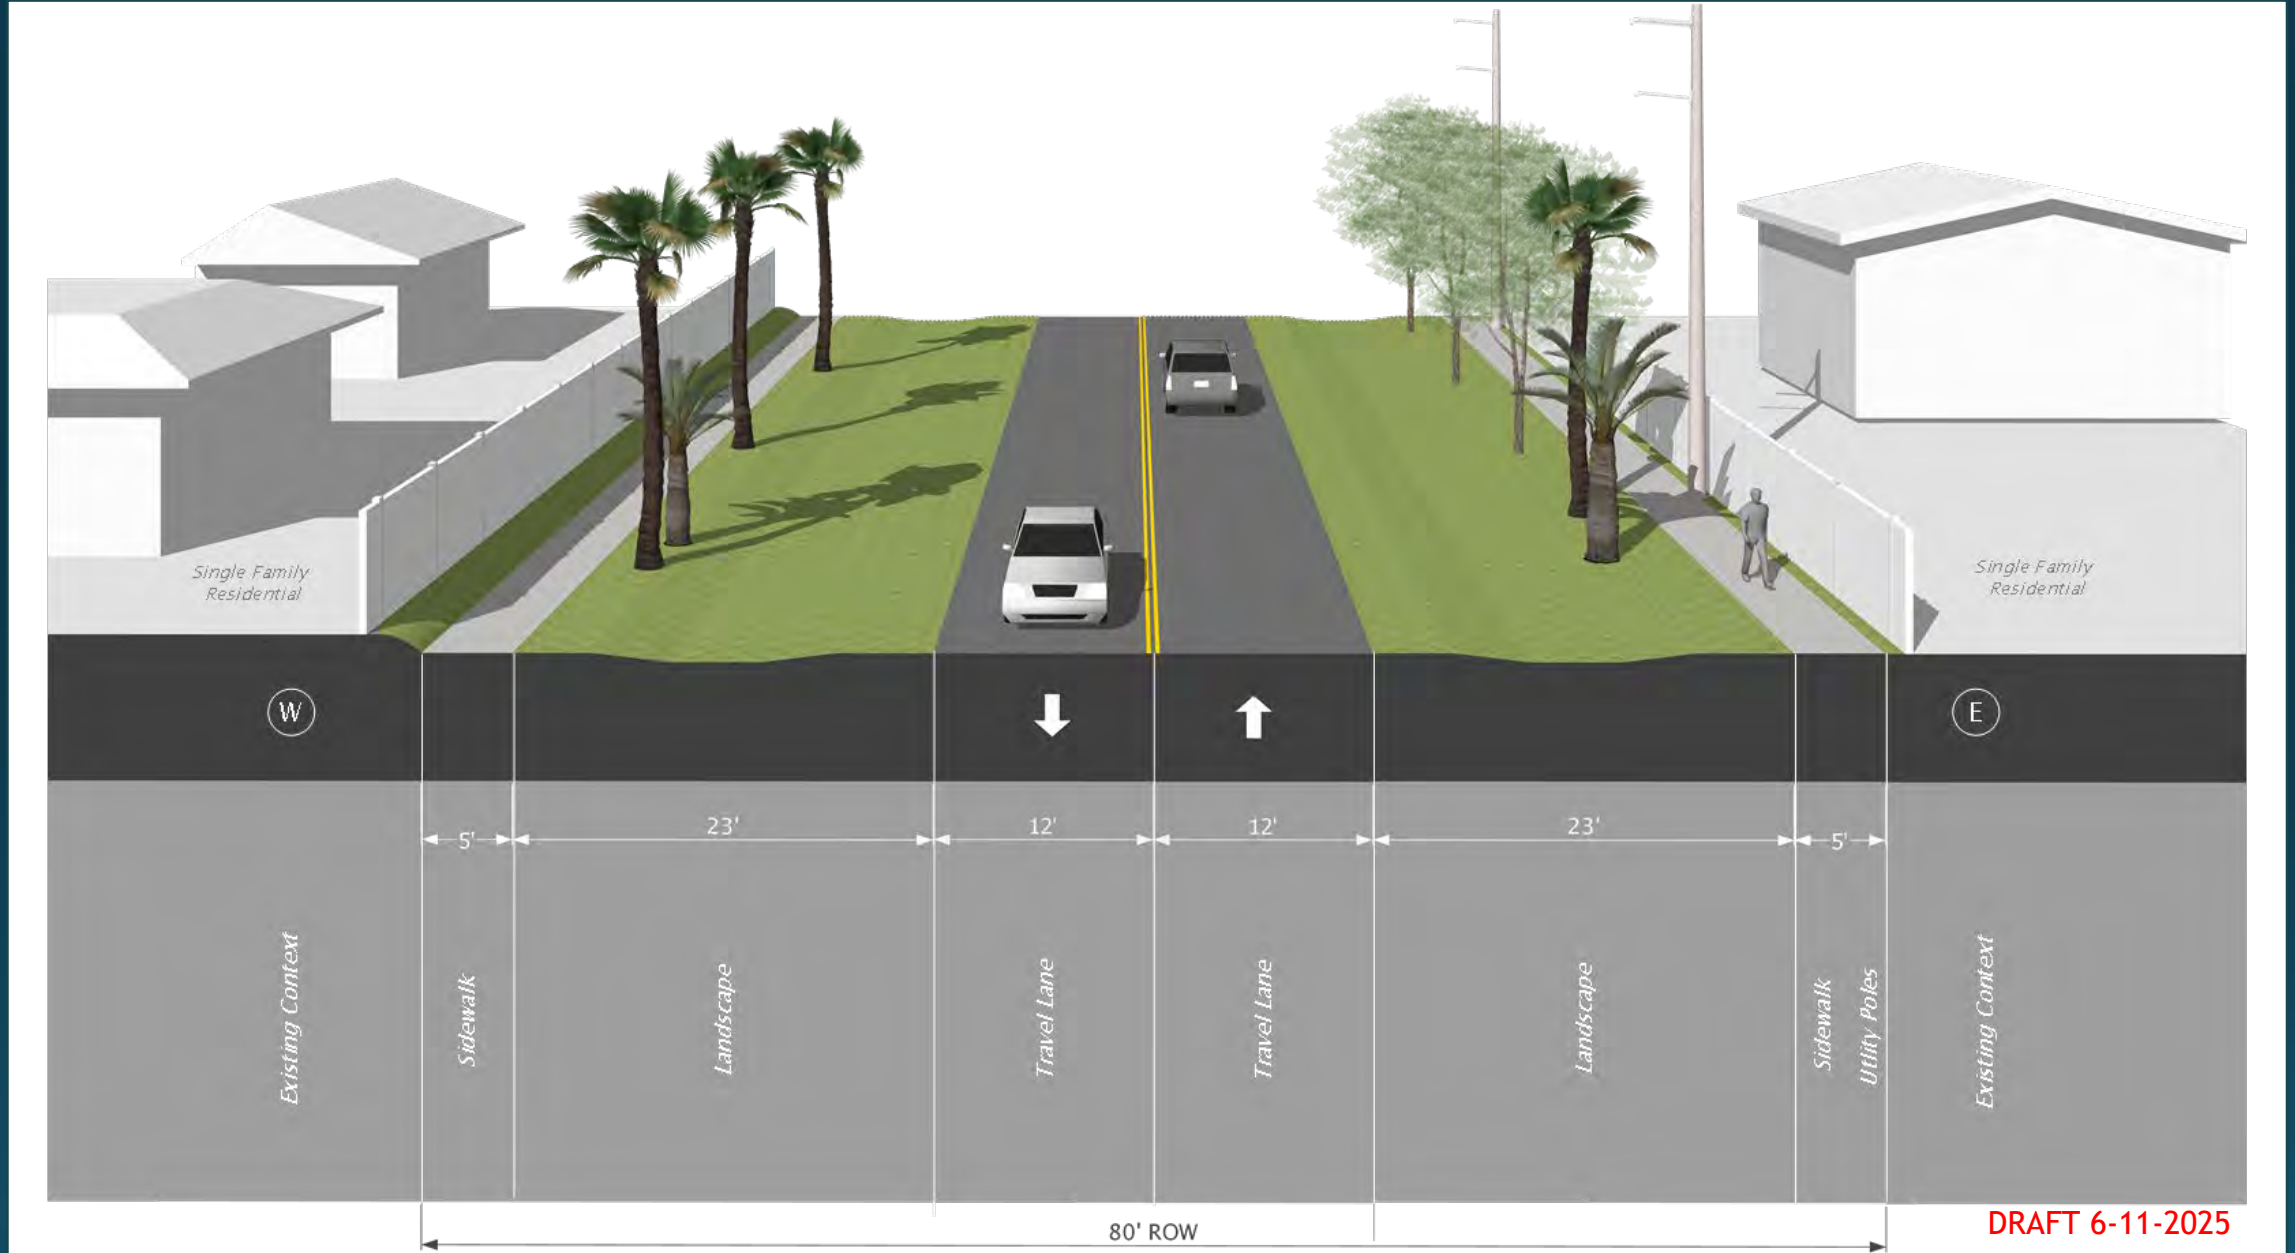 Single Family
Residential
Single Family
Residential
W
E
5'
23'
12'
12'
23'
5'
Existing Context
Sidewalk
Landscape
Travel Lane
Travel Lane
Landscape
Sidewalk
Utlity Poles
Existing Context
80' ROW
DRAFT 6-11-2025